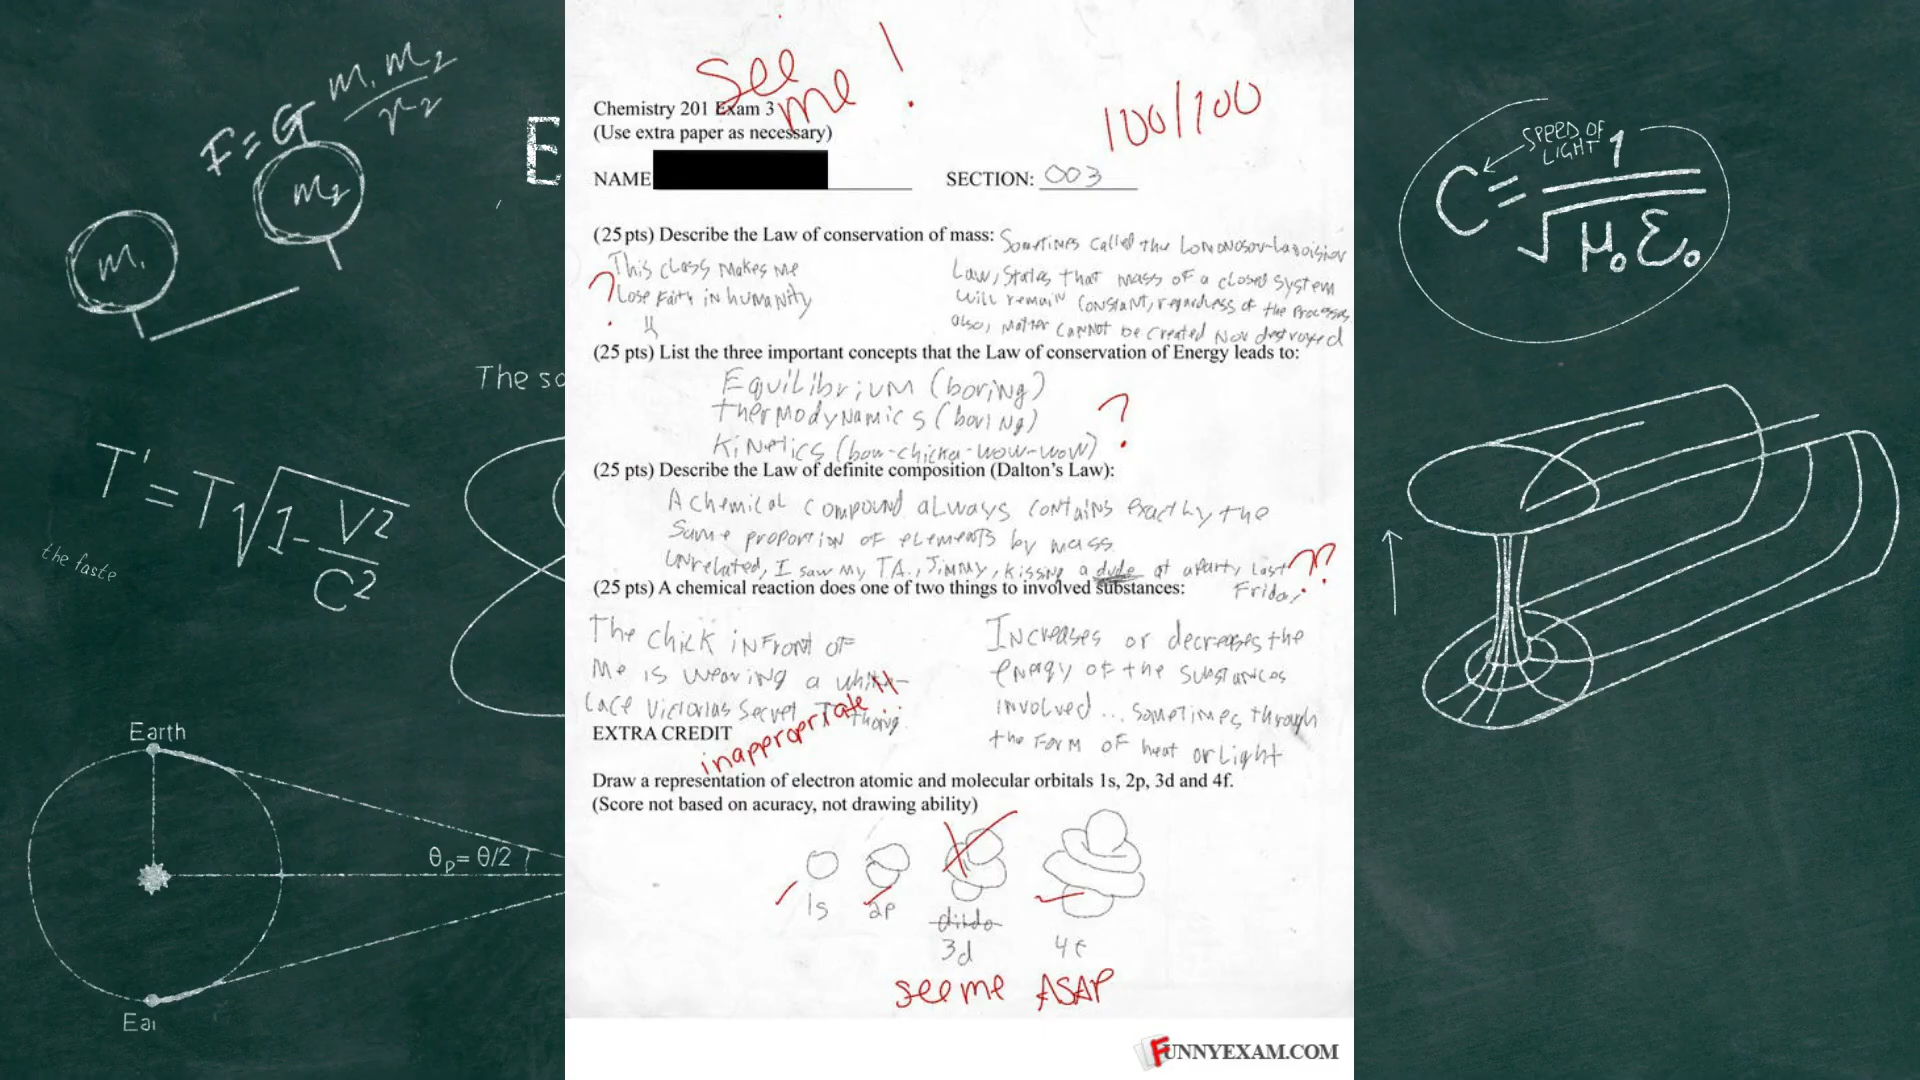 See
me!
100/100
Chemistry 201 Exam 3
(Use extra paper as necessary)
NAME
SECTION: 003
(25 pts) Describe the Law of conservation of mass: Sometimes called the Lomonosov-Lavoisier
Law, States that mass of a closed system
will remain constant, regardless of the processes
also, matter cannot be created nor destroyed
This class makes me
Lose Faith in humanity
?
(25 pts) List the three important concepts that the Law of conservation of Energy leads to:
Equilibrium (boring)
thermodynamics (boring)
Kinetics (bow-chicka-wow-wow)
?
(25 pts) Describe the Law of definite composition (Dalton's Law):
A chemical compound always contains exactly the
same proportion of elements by mass.
Unrelated, I saw my T.A., Jimmy, kissing a dude at a party last
Friday
??
(25 pts) A chemical reaction does one of two things to involved substances:
The chick in front of
me is wearing a white-
Lace Victorias Secret thong.
inappropriate!!
Increases or decreases the
energy of the substances
involved... sometimes through
the form of heat or light
EXTRA CREDIT
Draw a representation of electron atomic and molecular orbitals 1s, 2p, 3d and 4f.
(Score not based on acuracy, not drawing ability)
1s
2p
dildo
3d
4f
see me ASAP
FUNNYEXAM.COM
F=G m1 m2
r2
m2
m1
E
The so
T'=T√1-V2
C2
the faste
Earth
θp=θ/2
Ear
C=1
√μ0ε0
SPEED OF
LIGHT